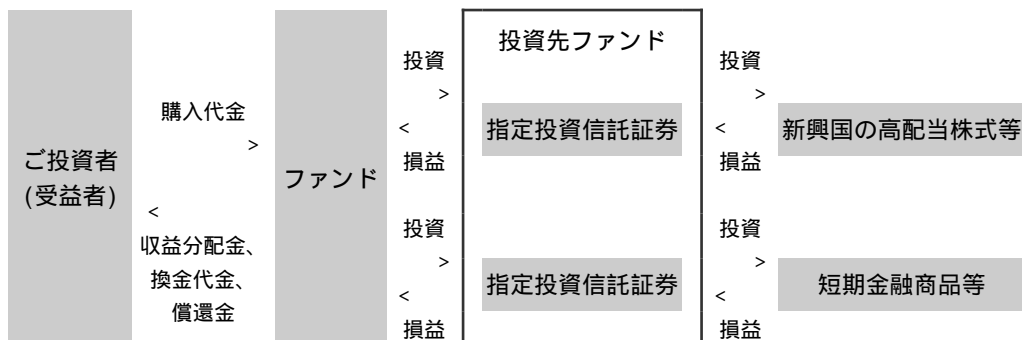 ご投資者
(受益者)
購入代金
>
<
収益分配金、
換金代金、
償還金
ファンド
投資
>
<
損益
投資
>
<
損益
投資先ファンド
指定投資信託証券
指定投資信託証券
投資
>
<
損益
投資
>
<
損益
新興国の高配当株式等
短期金融商品等